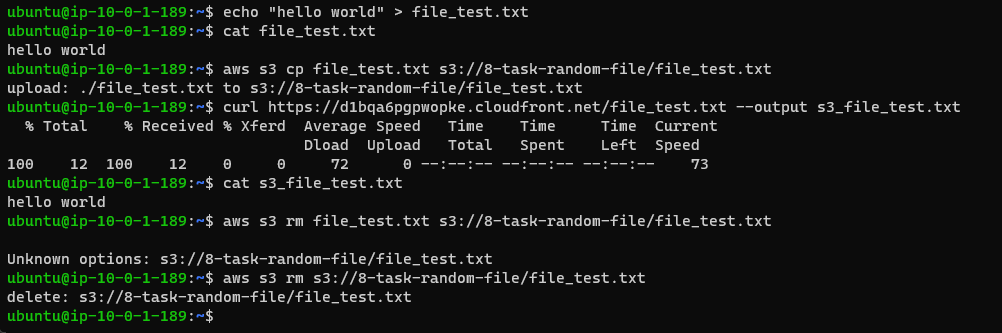 ubuntu@ip-10-0-1-189:~$ echo "hello world" > file_test.txt
ubuntu@ip-10-0-1-189:~$ cat file_test.txt
hello world
ubuntu@ip-10-0-1-189:~$ aws s3 cp file_test.txt s3://8-task-random-file/file_test.txt
upload: ./file_test.txt to s3://8-task-random-file/file_test.txt
ubuntu@ip-10-0-1-189:~$ curl https://d1bqa6pgpwopke.cloudfront.net/file_test.txt --output s3_file_test.txt
  % Total    % Received % Xferd  Average Speed   Time    Time     Time  Current
                                 Dload  Upload   Total   Spent    Left  Speed
100    12  100    12    0     0     72      0 --:--:-- --:--:-- --:--:--    73
ubuntu@ip-10-0-1-189:~$ cat s3_file_test.txt
hello world
ubuntu@ip-10-0-1-189:~$ aws s3 rm file_test.txt s3://8-task-random-file/file_test.txt

Unknown options: s3://8-task-random-file/file_test.txt
ubuntu@ip-10-0-1-189:~$ aws s3 rm s3://8-task-random-file/file_test.txt
delete: s3://8-task-random-file/file_test.txt
ubuntu@ip-10-0-1-189:~$